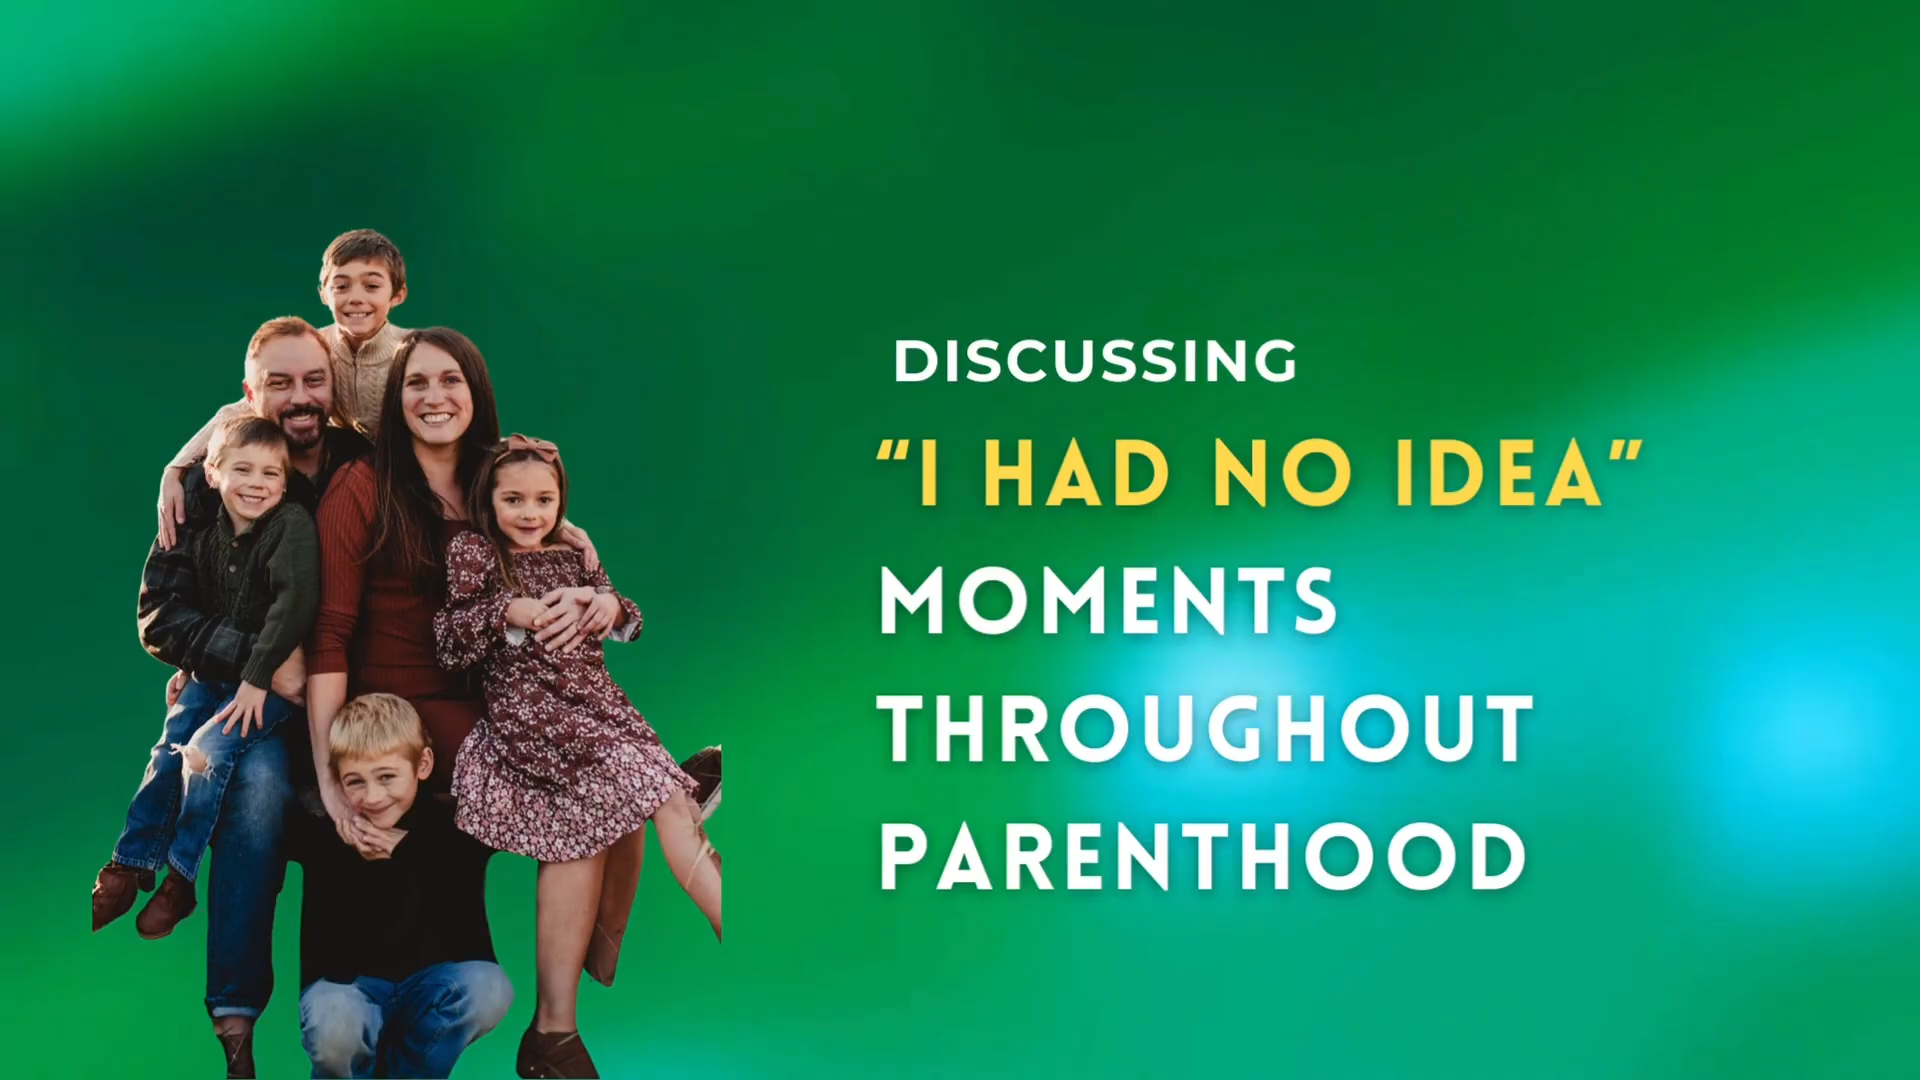 DISCUSSING
“I HAD NO IDEA”
MOMENTS
THROUGHOUT
PARENTHOOD